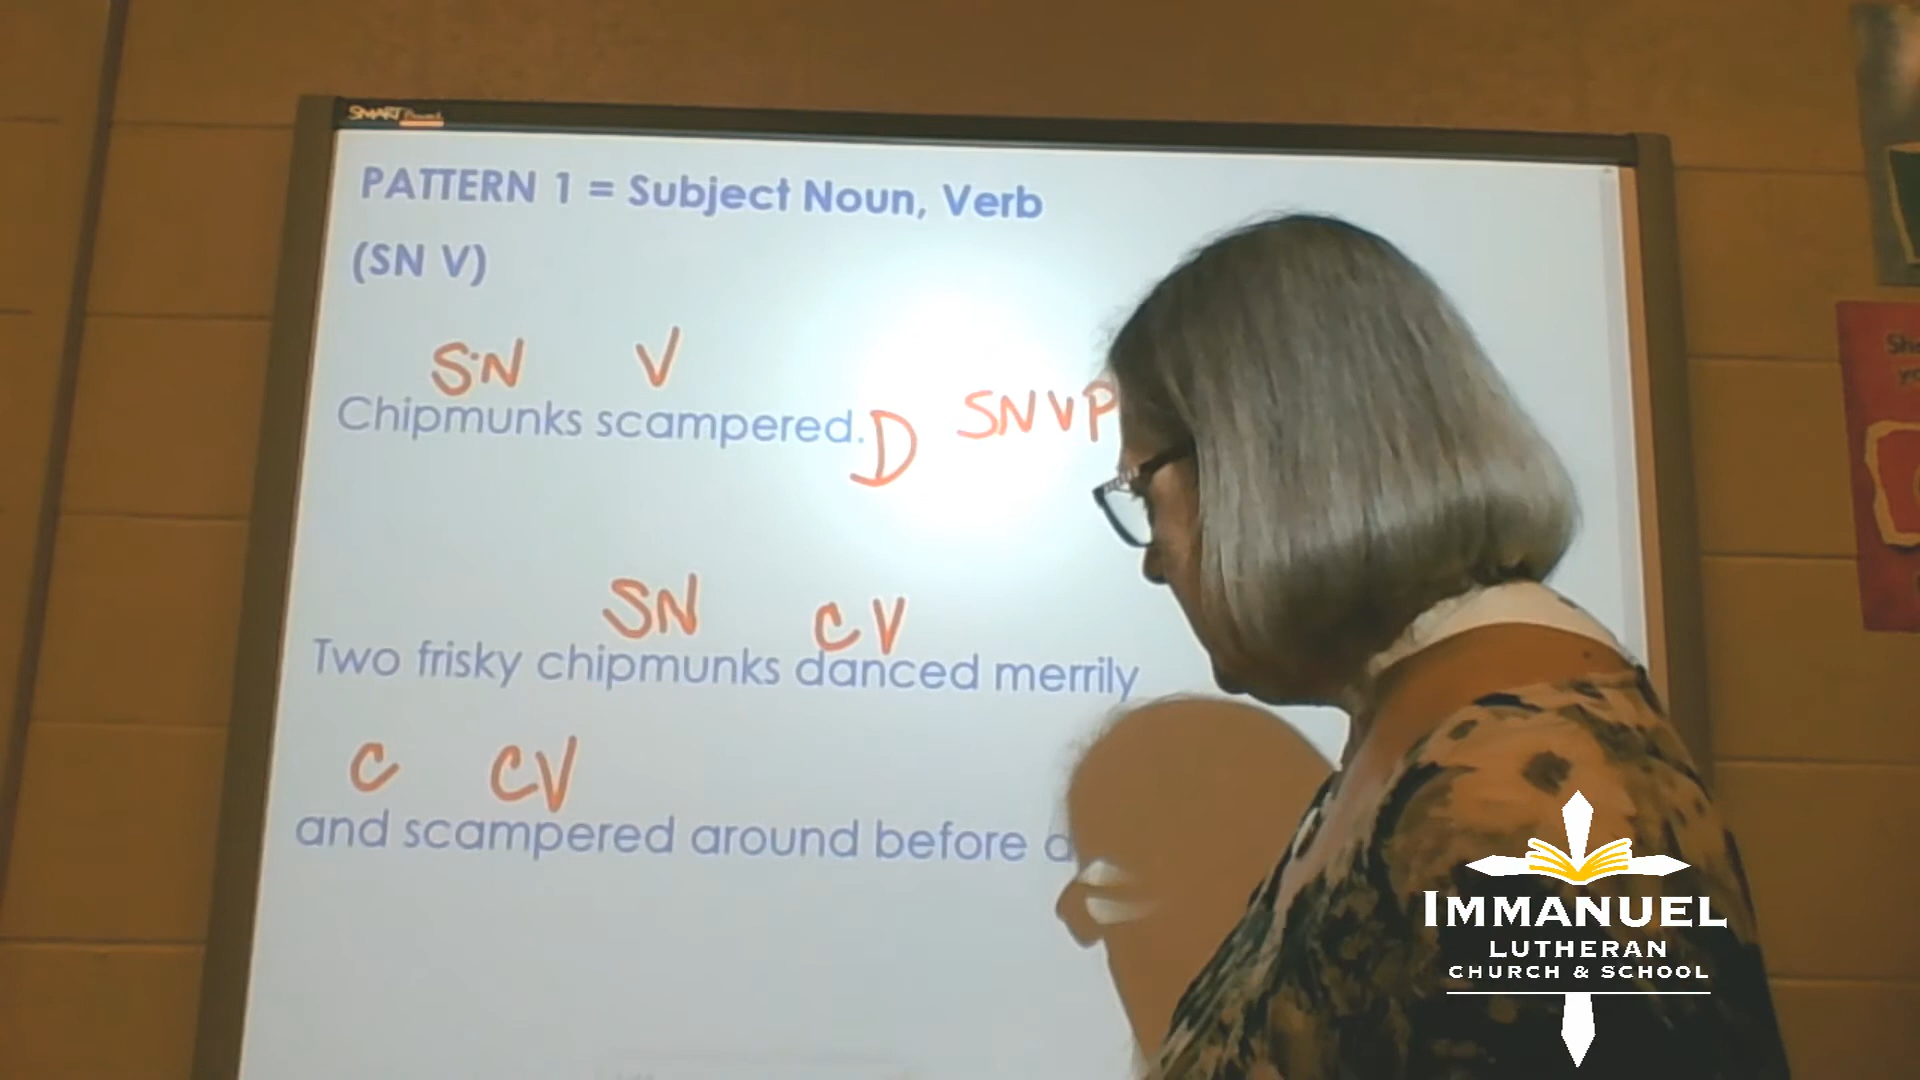 SMART
PATTERN 1 = Subject Noun, Verb
(SN V)
SN V
Chipmunks scampered. D SNVP
SN CV
Two frisky chipmunks danced merrily
C CV
and scampered around before
IMMANUEL
LUTHERAN
CHURCH & SCHOOL